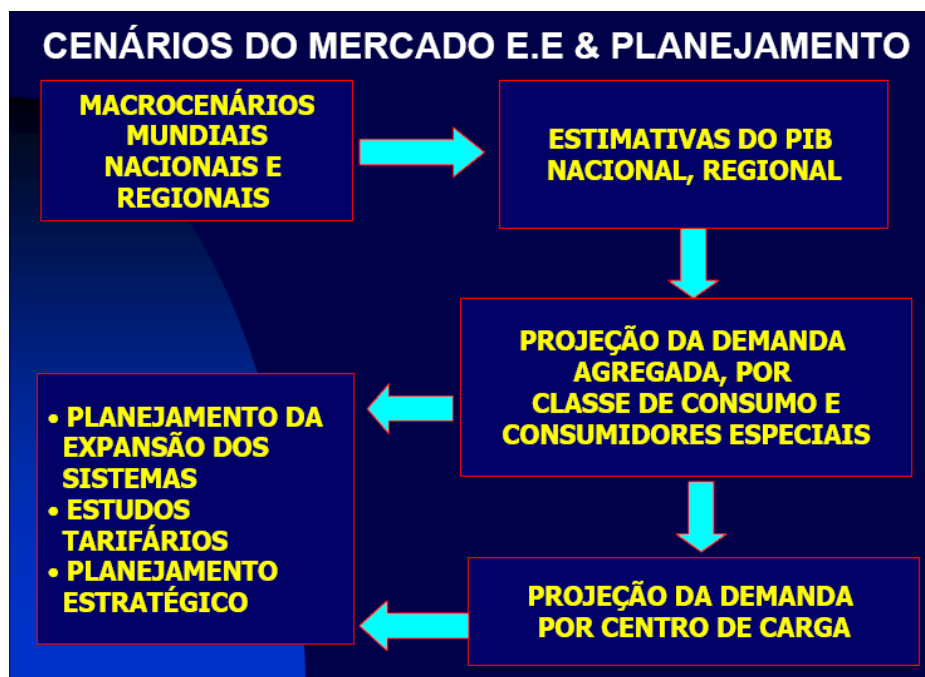 CENÁRIOS DO MERCADO E.E & PLANEJAMENTO
MACROCENÁRIOS
MUNDIAIS
NACIONAIS E
REGIONAIS
ESTIMATIVAS DO PIB
NACIONAL, REGIONAL
PROJEÇÃO DA DEMANDA
AGREGADA, POR
CLASSE DE CONSUMO E
CONSUMIDORES ESPECIAIS
• PLANEJAMENTO DA
EXPANSÃO DOS
SISTEMAS
• ESTUDOS
TARIFÁRIOS
• PLANEJAMENTO
ESTRATÉGICO
PROJEÇÃO DA DEMANDA
POR CENTRO DE CARGA